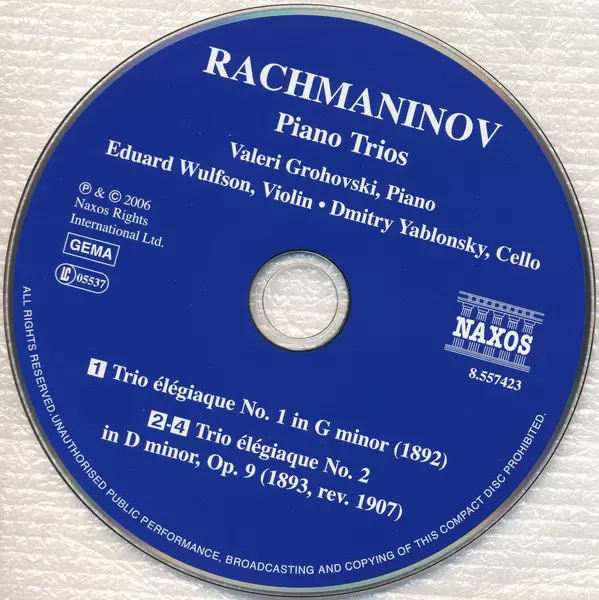 RACHMANINOV
Piano Trios
Valeri Grohovski, Piano
Eduard Wulfson, Violin • Dmitry Yablonsky, Cello
℗ & © 2006
Naxos Rights
International Ltd.
GEMA
LC 05537
NAXOS
8.557423
1 Trio élégiaque No. 1 in G minor (1892)
2-4 Trio élégiaque No. 2
in D minor, Op. 9 (1893, rev. 1907)
ALL RIGHTS RESERVED.UNAUTHORISED PUBLIC PERFORMANCE, BROADCASTING AND COPYING OF THIS COMPACT DISC PROHIBITED.